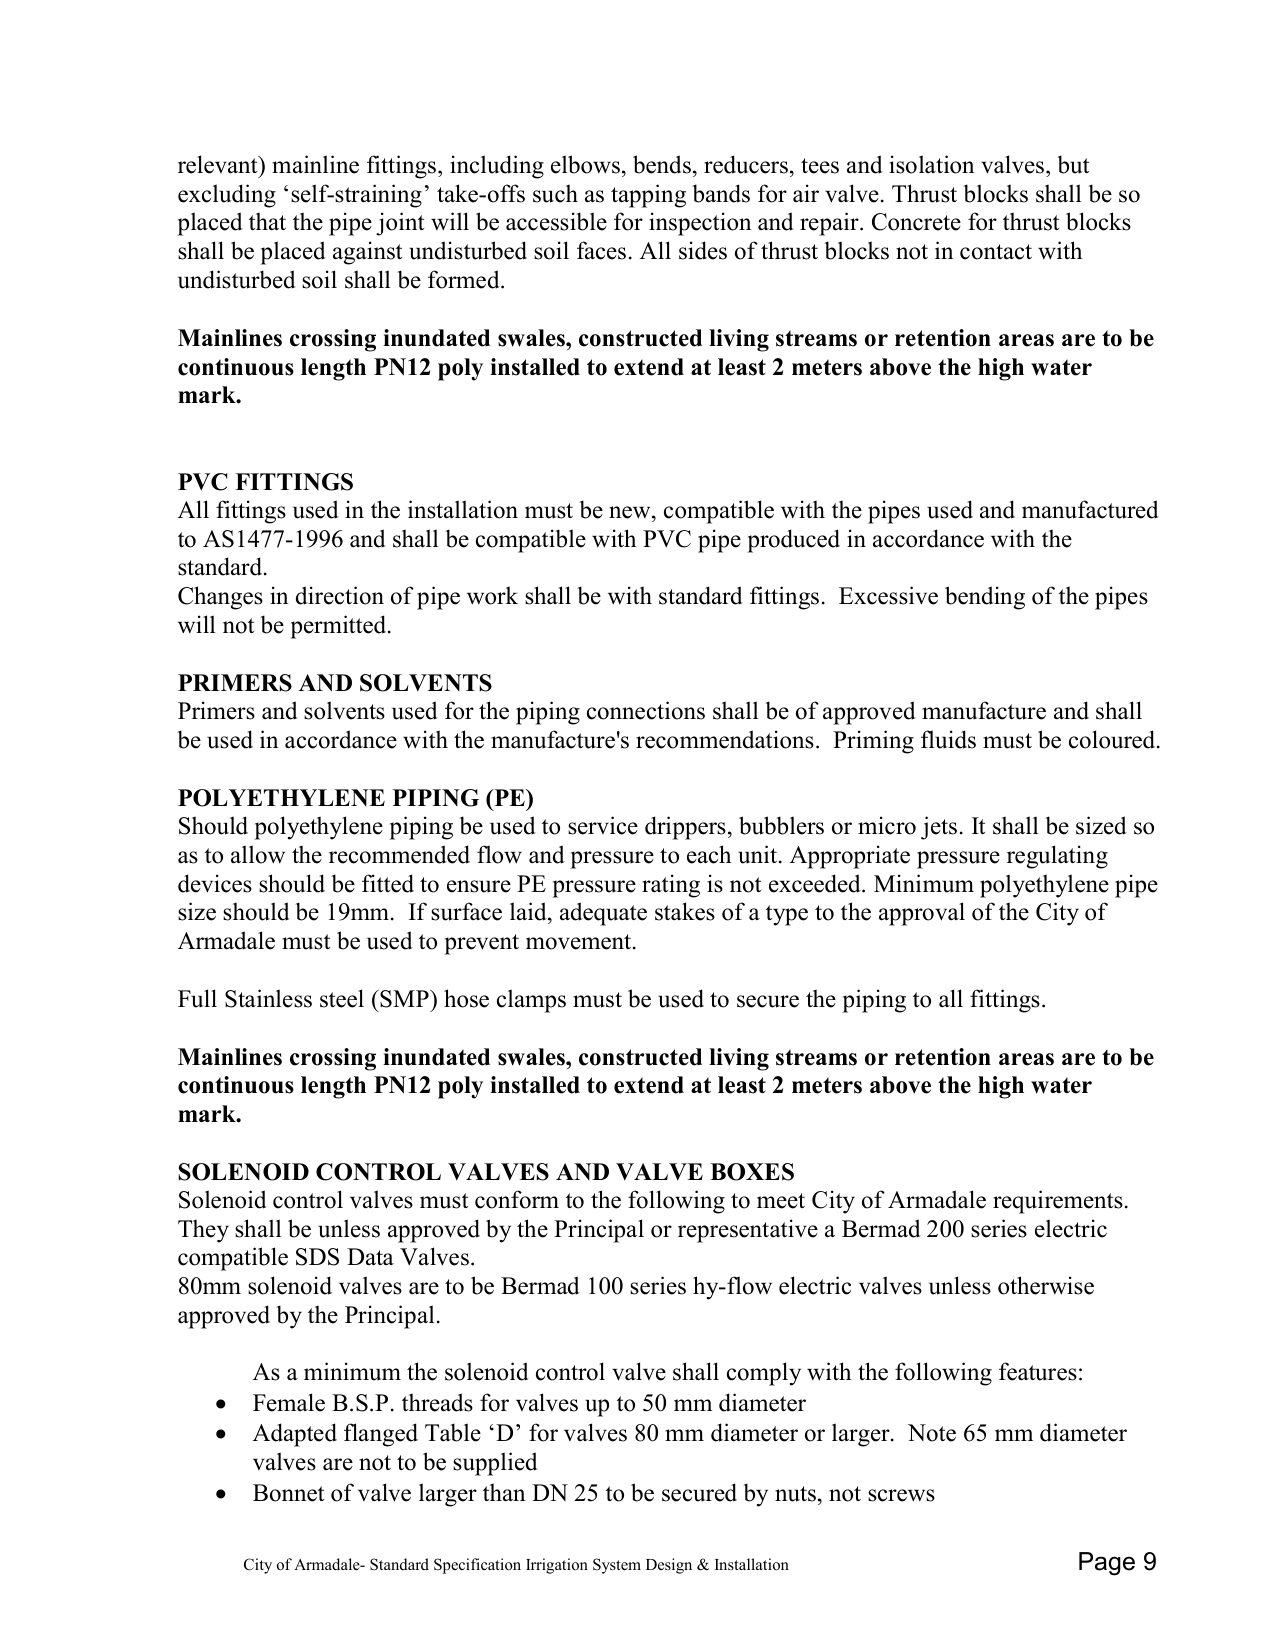 relevant) mainline fittings, including elbows, bends, reducers, tees and isolation valves, but
excluding ‘self-straining’ take-offs such as tapping bands for air valve. Thrust blocks shall be so
placed that the pipe joint will be accessible for inspection and repair. Concrete for thrust blocks
shall be placed against undisturbed soil faces. All sides of thrust blocks not in contact with
undisturbed soil shall be formed.
Mainlines crossing inundated swales, constructed living streams or retention areas are to be
continuous length PN12 poly installed to extend at least 2 meters above the high water
mark.
PVC FITTINGS
All fittings used in the installation must be new, compatible with the pipes used and manufactured
to AS1477-1996 and shall be compatible with PVC pipe produced in accordance with the
standard.
Changes in direction of pipe work shall be with standard fittings.  Excessive bending of the pipes
will not be permitted.
PRIMERS AND SOLVENTS
Primers and solvents used for the piping connections shall be of approved manufacture and shall
be used in accordance with the manufacture's recommendations.  Priming fluids must be coloured.
POLYETHYLENE PIPING (PE)
Should polyethylene piping be used to service drippers, bubblers or micro jets. It shall be sized so
as to allow the recommended flow and pressure to each unit. Appropriate pressure regulating
devices should be fitted to ensure PE pressure rating is not exceeded. Minimum polyethylene pipe
size should be 19mm.  If surface laid, adequate stakes of a type to the approval of the City of
Armadale must be used to prevent movement.
Full Stainless steel (SMP) hose clamps must be used to secure the piping to all fittings.
Mainlines crossing inundated swales, constructed living streams or retention areas are to be
continuous length PN12 poly installed to extend at least 2 meters above the high water
mark.
SOLENOID CONTROL VALVES AND VALVE BOXES
Solenoid control valves must conform to the following to meet City of Armadale requirements.
They shall be unless approved by the Principal or representative a Bermad 200 series electric
compatible SDS Data Valves.
80mm solenoid valves are to be Bermad 100 series hy-flow electric valves unless otherwise
approved by the Principal.
As a minimum the solenoid control valve shall comply with the following features:
• Female B.S.P. threads for valves up to 50 mm diameter
• Adapted flanged Table ‘D’ for valves 80 mm diameter or larger.  Note 65 mm diameter
valves are not to be supplied
• Bonnet of valve larger than DN 25 to be secured by nuts, not screws
City of Armadale- Standard Specification Irrigation System Design & Installation Page 9